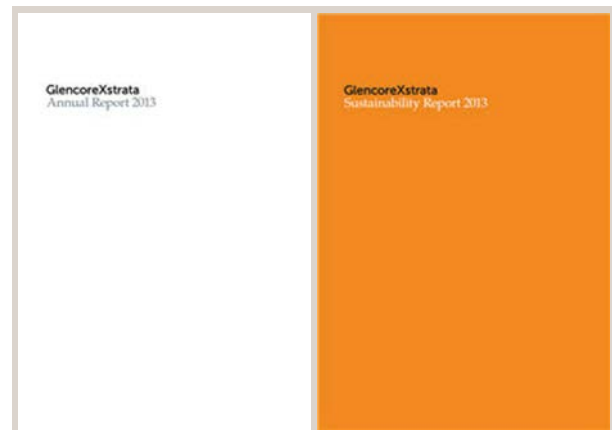 GlencoreXstrata
Annual Report 2013
GlencoreXstrata
Sustainability Report 2013